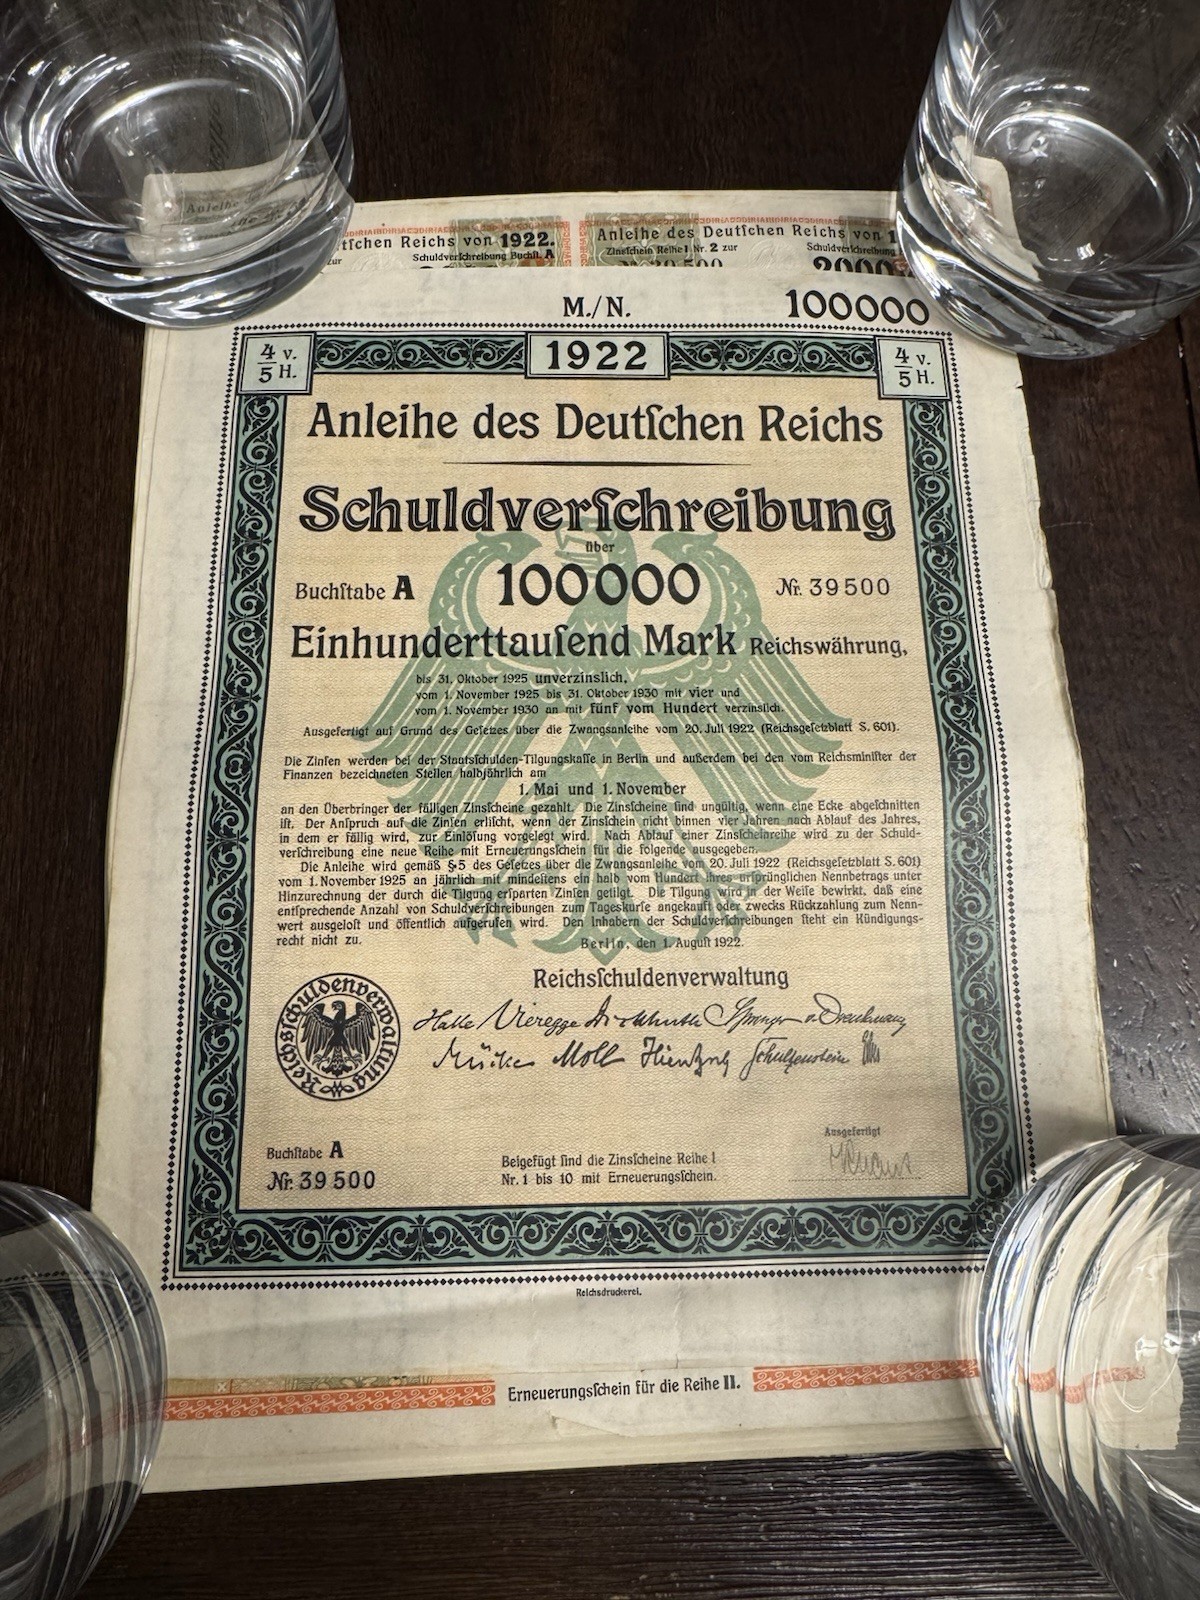 tſchen Reichs von 1922.
Anleihe des Deutſchen Reichs von 1
zur
Schuldverſchreibung Buchſt. A
Zinsſchein Reihe I Nr. 2 zur
Schuldverſchreibung
Nr. 39 500
20000
M./N.
100000
4/5 v. H.
1922
4/5 v. H.
Anleihe des Deutſchen Reichs
Schuldverſchreibung
über
Buchſtabe A 100000 Nr. 39500
Einhunderttauſend Mark Reichswährung,
bis 31. Oktober 1925 unverzinslich,
vom 1. November 1925 bis 31. Oktober 1930 mit vier und
vom 1. November 1930 an mit fünf vom Hundert verzinslich.
Ausgefertigt auf Grund des Geſetzes über die Zwangsanleihe vom 20. Juli 1922 (Reichsgeſetzblatt S. 601).
Die Zinſen werden bei der Staatsſchulden-Tilgungskaſſe in Berlin und außerdem bei den vom Reichsminiſter der
Finanzen bezeichneten Stellen halbjährlich am
1. Mai und 1. November
an den Überbringer der fälligen Zinsſcheine gezahlt. Die Zinsſcheine ſind ungültig, wenn eine Ecke abgeſchnitten
iſt. Der Anſpruch auf die Zinſen erliſcht, wenn der Zinsſchein nicht binnen vier Jahren nach Ablauf des Jahres,
in dem er fällig wird, zur Einlöſung vorgelegt wird. Nach Ablauf einer Zinsſcheinreihe wird zu der Schuld-
verſchreibung eine neue Reihe mit Erneuerungsſchein für die folgende ausgegeben.
Die Anleihe wird gemäß § 5 des Geſetzes über die Zwangsanleihe vom 20. Juli 1922 (Reichsgeſetzblatt S. 601)
vom 1. November 1925 an jährlich mit mindeſtens ein halb vom Hundert ihres urſprünglichen Nennbetrags unter
Hinzurechnung der durch die Tilgung erſparten Zinſen getilgt. Die Tilgung wird in der Weiſe bewirkt, daß eine
entſprechende Anzahl von Schuldverſchreibungen zum Tageskurſe angekauft oder zwecks Rückzahlung zum Nenn-
wert ausgeloſt und öffentlich aufgerufen wird. Den Inhabern der Schuldverſchreibungen ſteht ein Kündigungs-
recht nicht zu.
Berlin, den 1. Auguſt 1922.
Reichsſchuldenverwaltung
Reichsſchuldenverwaltung
Halle Vieregge Springer
Mücke Moll Schultzenstein
Ausgefertigt
Buchſtabe A
Nr. 39500
Beigefügt ſind die Zinsſcheine Reihe I
Nr. 1 bis 10 mit Erneuerungsſchein.
Reichsdruckerei.
Erneuerungsſchein für die Reihe II.